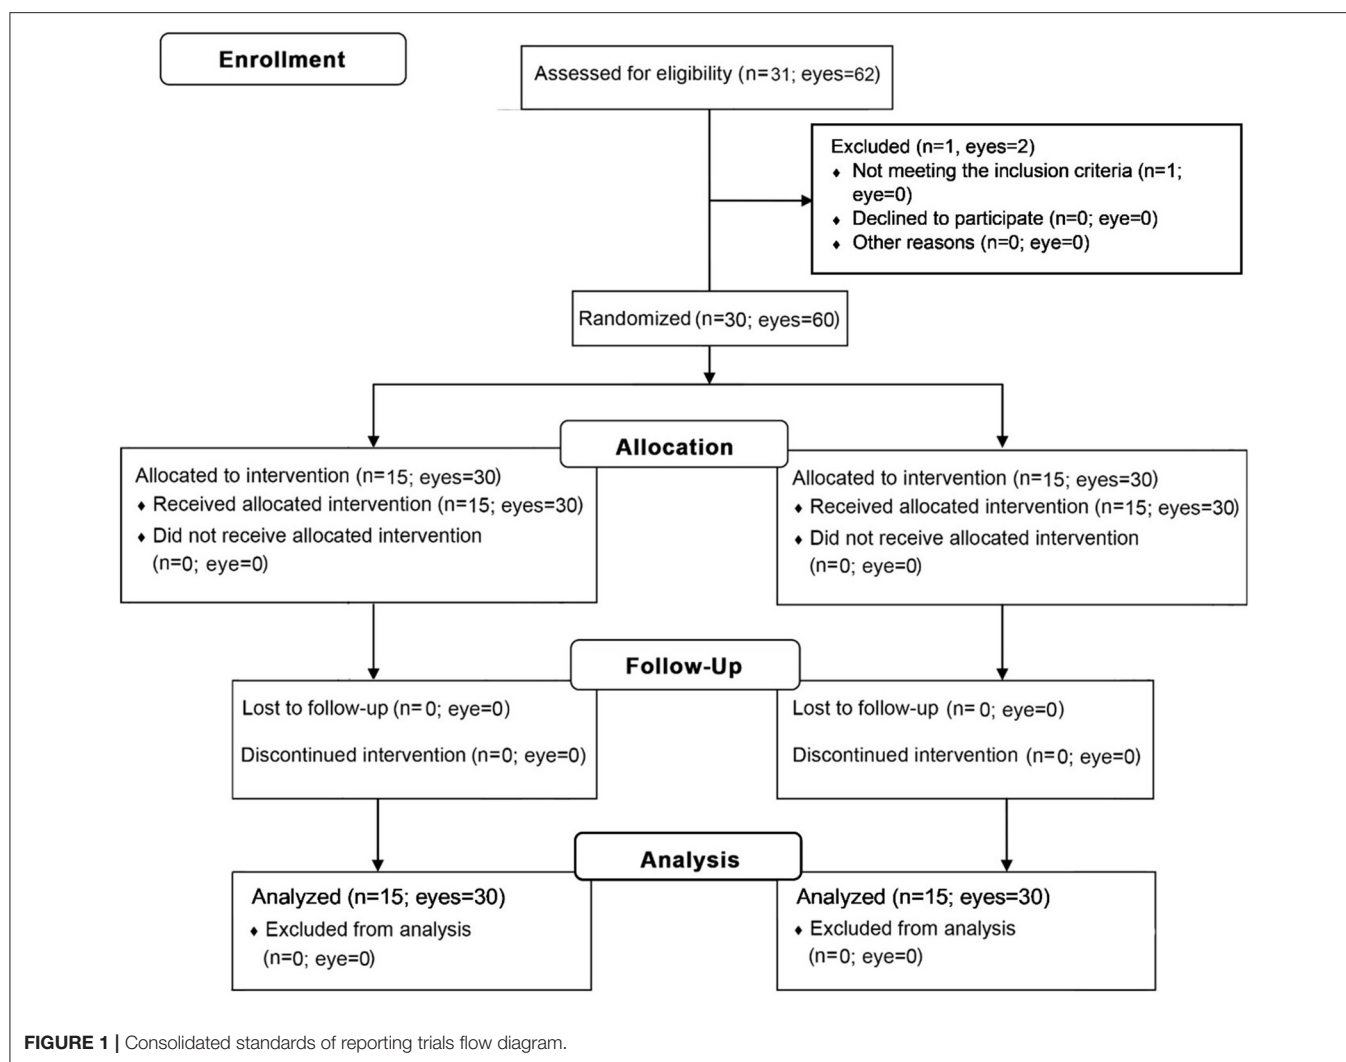 Enrollment
Assessed for eligibility (n=31; eyes=62)
Excluded (n=1, eyes=2)
♦ Not meeting the inclusion criteria (n=1;
eye=0)
♦ Declined to participate (n=0; eye=0)
♦ Other reasons (n=0; eye=0)
Randomized (n=30; eyes=60)
Allocation
Allocated to intervention (n=15; eyes=30)
♦ Received allocated intervention (n=15; eyes=30)
♦ Did not receive allocated intervention
(n=0; eye=0)
Allocated to intervention (n=15; eyes=30)
♦ Received allocated intervention (n=15; eyes=30)
♦ Did not receive allocated intervention
(n=0; eye=0)
Follow-Up
Lost to follow-up (n=0; eye=0)
Discontinued intervention (n=0; eye=0)
Lost to follow-up (n=0; eye=0)
Discontinued intervention (n=0; eye=0)
Analysis
Analyzed (n=15; eyes=30)
♦ Excluded from analysis
(n=0; eye=0)
Analyzed (n=15; eyes=30)
♦ Excluded from analysis
(n=0; eye=0)
FIGURE 1 | Consolidated standards of reporting trials flow diagram.